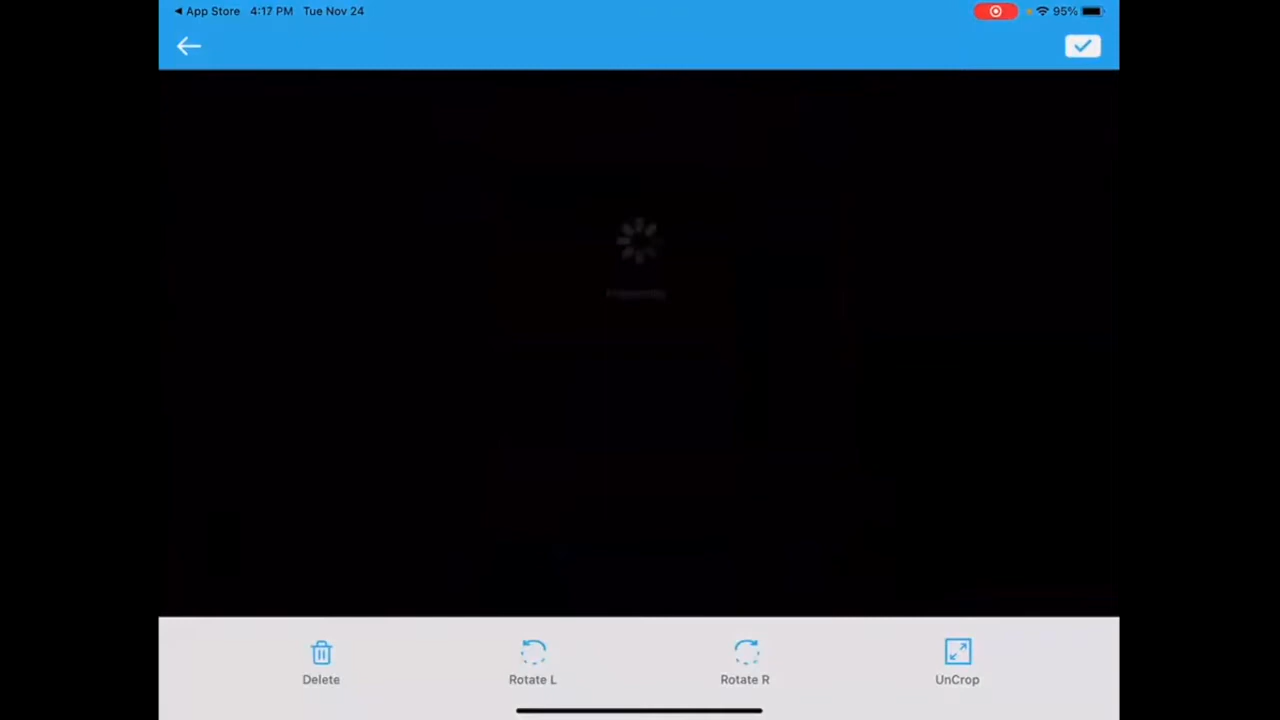 ◀ App Store 4:17 PM Tue Nov 24 95%
Delete Rotate L Rotate R UnCrop